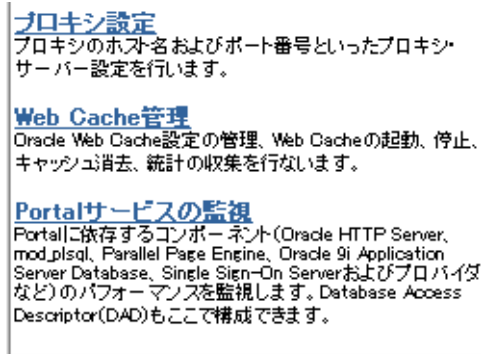 プロキシ設定
プロキシのホスト名およびポート番号といったプロキシ・
サーバー設定を行います。
Web Cache管理
Oracle Web Cache設定の管理、Web Cacheの起動、停止、
キャッシュ消去、統計の収集を行ないます。
Portalサービスの監視
Portalに依存するコンポーネント(Oracle HTTP Server、
mod_plsql、Parallel Page Engine、Oracle 9i Application
Server Database、Single Sign-On Serverおよびプロバイダ
など)のパフォーマンスを監視します。Database Access
Descriptor(DAD)もここで構成できます。